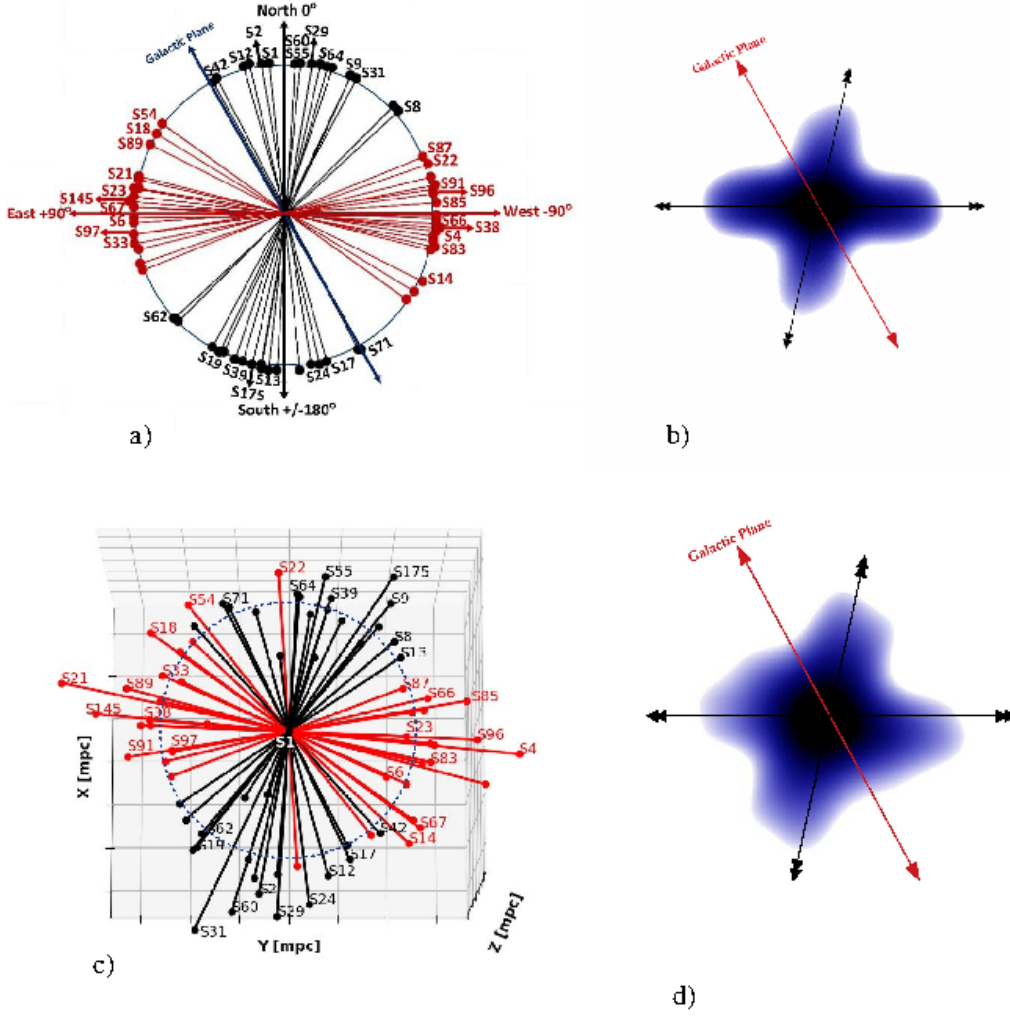 North 0°
S2
S60
S29
Galactic Plane
S12
S1
S55
S64
S42
S9
S31
S8
S54
S18
S89
S87
S22
S21
S23
S145
S67
East +90°
S6
S97
S33
S91
S96
S85
West -90°
S66
S38
S4
S83
S14
S62
S71
S19
S39
S13
S24
S17
S175
South +/-180°
a)
Galactic Plane
b)
S22
S55
S175
S64
S39
S71
S9
S54
S18
S8
S13
S33
S87
S21
S89
S66
S85
S145
S23
S96
S91
S97
S1
S83
S4
S6
S67
S62
S42
S14
S19
S17
S12
S2
S24
S60
S29
S31
X [mpc]
Y [mpc]
Z [mpc]
c)
Galactic Plane
d)